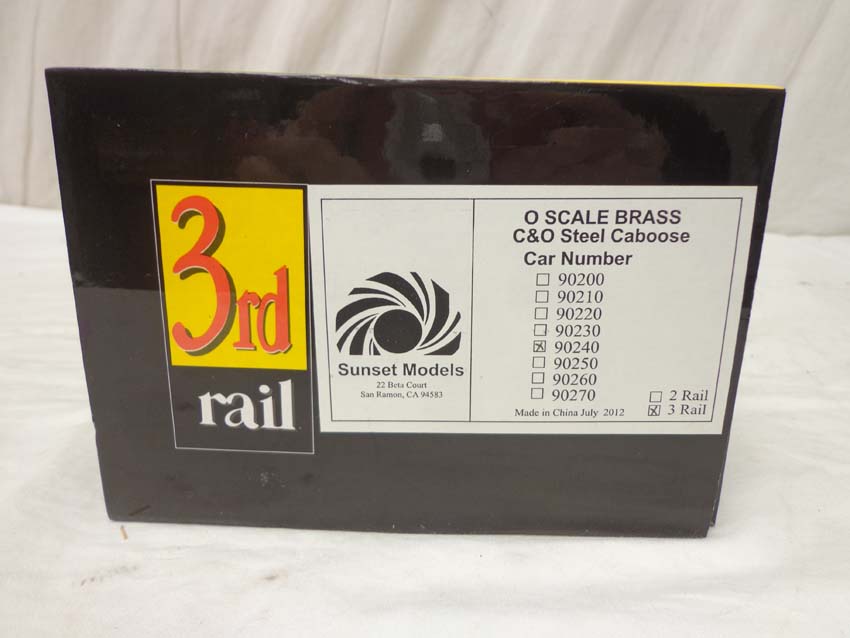 3rd
rail
Sunset Models
22 Beta Court
San Ramon, CA 94583
O SCALE BRASS
C&O Steel Caboose
Car Number
☐ 90200
☐ 90210
☐ 90220
☐ 90230
☒ 90240
☐ 90250
☐ 90260
☐ 90270
☐ 2 Rail
Made in China July 2012 ☒ 3 Rail